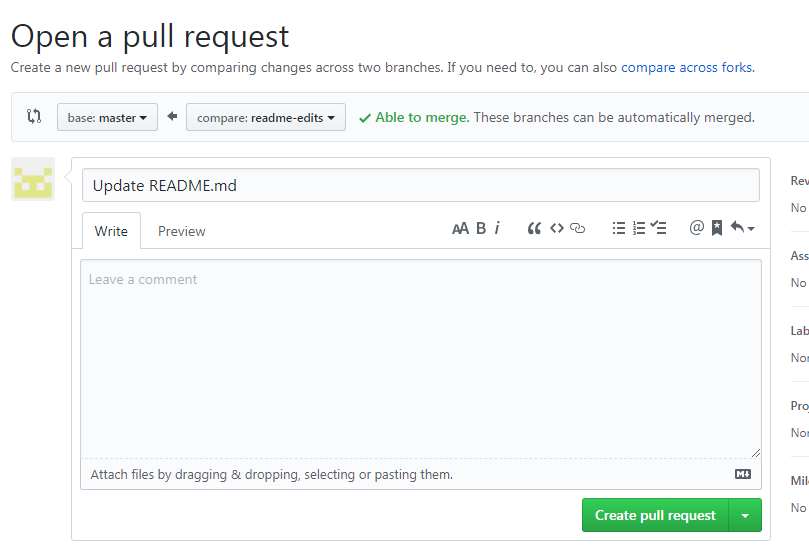 Open a pull request
Create a new pull request by comparing changes across two branches. If you need to, you can also compare across forks.
base: master compare: readme-edits Able to merge. These branches can be automatically merged.
Update README.md
Write Preview AA B i @
Leave a comment
Attach files by dragging & dropping, selecting or pasting them.
Create pull request
Rev
No
Ass
No
Lab
Non
Proj
Non
Mil
No